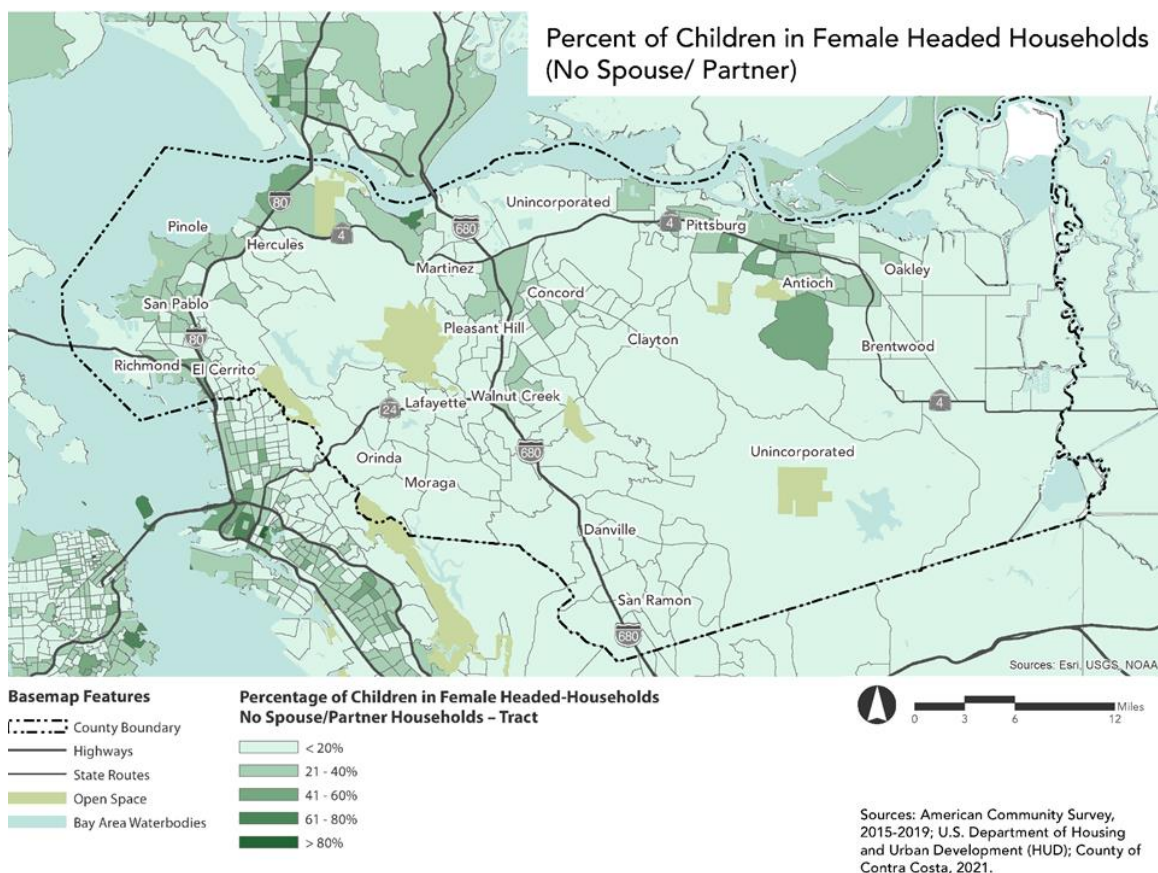 Percent of Children in Female Headed Households
(No Spouse/ Partner)
80
Unincorporated
Pinole
680
4
Pittsburg
Hercules
4
Martinez
Oakley
San Pablo
Concord
Antioch
80
Pleasant Hill
Clayton
Brentwood
Richmond
El Cerrito
24
Lafayette
Walnut Creek
4
680
Orinda
Unincorporated
Moraga
Danville
San Ramon
680
Sources: Esri, USGS, NOAA
Basemap Features
County Boundary
Highways
State Routes
Open Space
Bay Area Waterbodies
Percentage of Children in Female Headed-Households
No Spouse/Partner Households – Tract
< 20%
21 - 40%
41 - 60%
61 - 80%
> 80%
Miles
0 3 6 12
Sources: American Community Survey,
2015-2019; U.S. Department of Housing
and Urban Development (HUD); County of
Contra Costa, 2021.